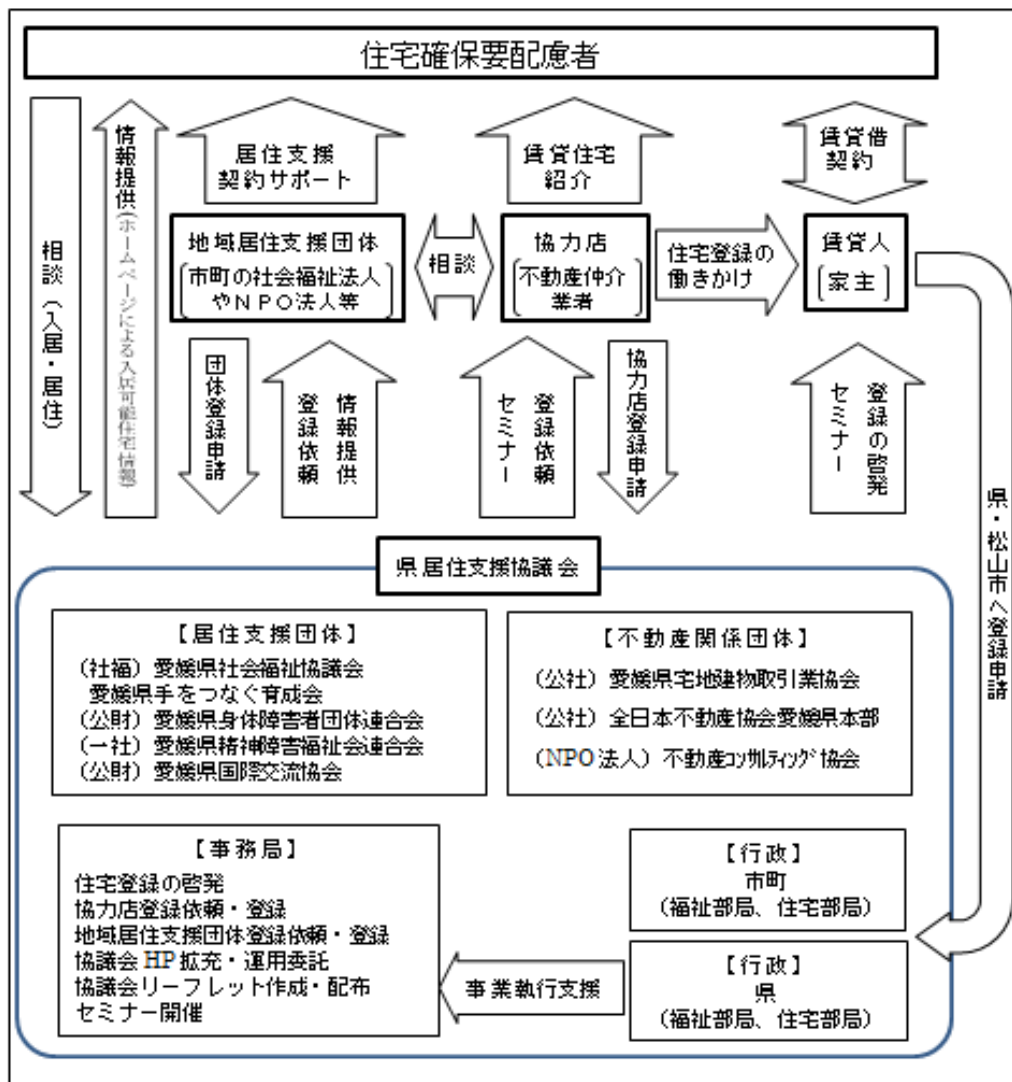 住宅確保要配慮者
相談（入居・居住）
情報提供(ホームページによる入居可能住宅情報)
居住支援
契約サポート
賃貸住宅
紹介
賃貸借
契約
地域居住支援団体
市町の社会福祉法人
やＮＰＯ法人等
相談
協力店
不動産仲介
業者
住宅登録の
働きかけ
賃貸人
家主
団体登録申請
情報提供
登録依頼
登録依頼
セミナー
協力店登録申請
登録の啓発
セミナー
県・松山市へ登録申請
県居住支援協議会
【居住支援団体】
（社福）愛媛県社会福祉協議会
愛媛県手をつなぐ育成会
（公財）愛媛県身体障害者団体連合会
（一社）愛媛県精神障害福祉会連合会
（公財）愛媛県国際交流協会
【不動産関係団体】
（公社）愛媛県宅地建物取引業協会
（公社）全日本不動産協会愛媛県本部
（NPO法人）不動産ｺﾝｻﾙﾃｨﾝｸﾞ協会
【事務局】
住宅登録の啓発
協力店登録依頼・登録
地域居住支援団体登録依頼・登録
協議会 HP 拡充・運用委託
協議会リーフレット作成・配布
セミナー開催
【行政】
市町
（福祉部局、住宅部局）
事業執行支援
【行政】
県
（福祉部局、住宅部局）